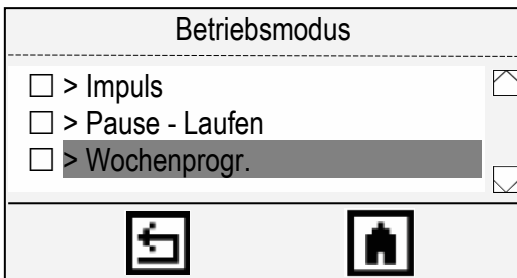 Betriebsmodus
> Impuls
> Pause - Laufen
> Wochenprogr.